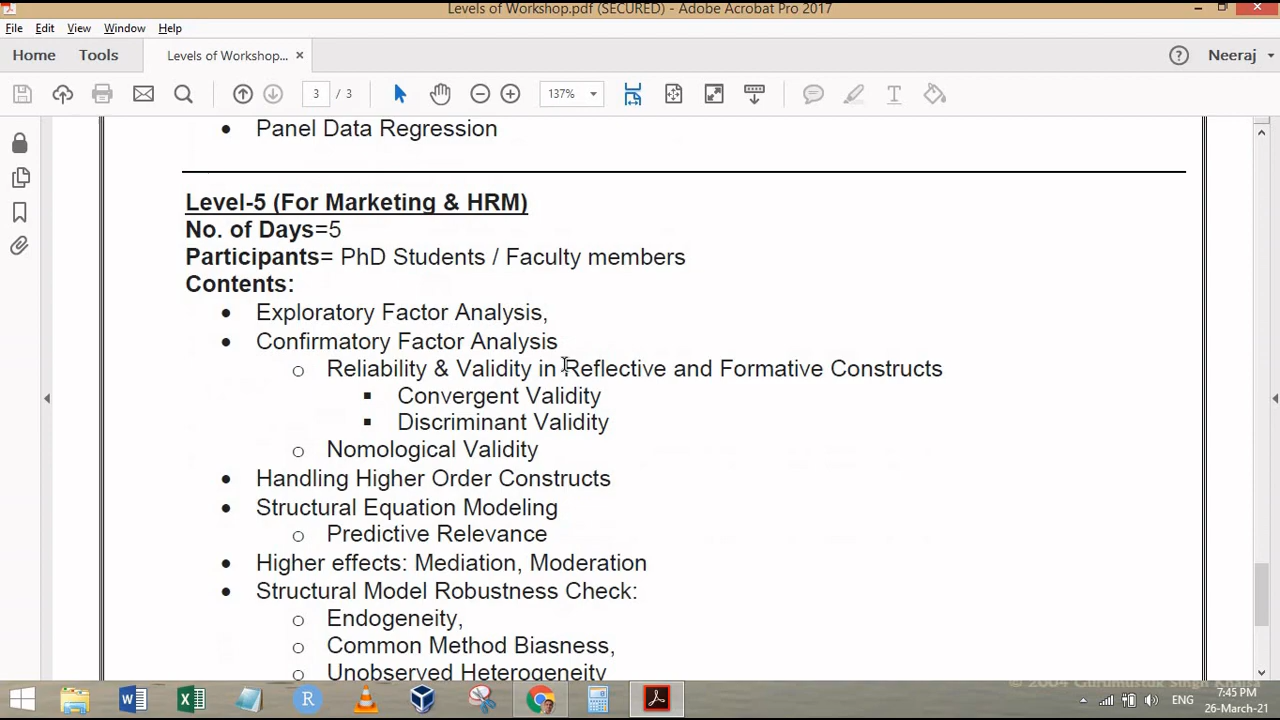 Levels of Workshop.pdf (SECURED) - Adobe Acrobat Pro 2017
File Edit View Window Help
Home Tools Levels of Workshop... × Neeraj
3 / 3 137%
• Panel Data Regression
Level-5 (For Marketing & HRM)
No. of Days=5
Participants= PhD Students / Faculty members
Contents:
• Exploratory Factor Analysis,
• Confirmatory Factor Analysis
o Reliability & Validity in Reflective and Formative Constructs
▪ Convergent Validity
▪ Discriminant Validity
o Nomological Validity
• Handling Higher Order Constructs
• Structural Equation Modeling
o Predictive Relevance
• Higher effects: Mediation, Moderation
• Structural Model Robustness Check:
o Endogeneity,
o Common Method Biasness,
o Unobserved Heterogeneity
© 2004 Gurumustuk Singh Khalsa
ENG 7:45 PM
26-March-21